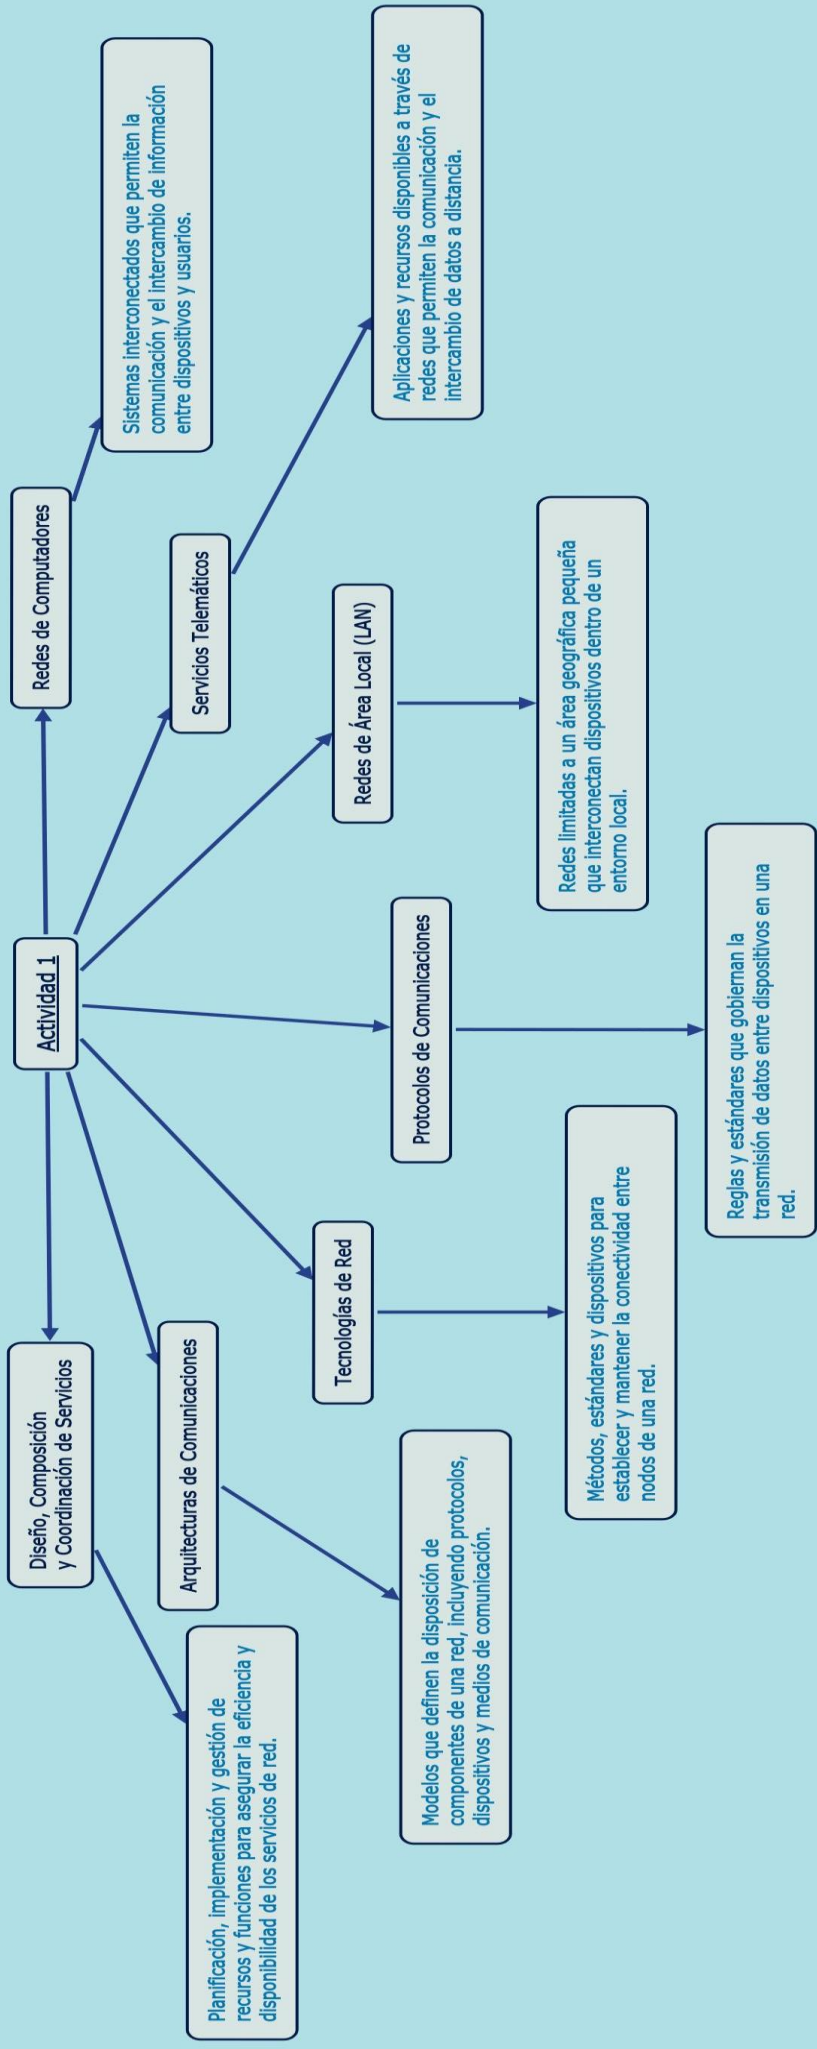 Actividad 1
Diseño, Composición
y Coordinación de Servicios
Planificación, implementación y gestión de
recursos y funciones para asegurar la eficiencia y
disponibilidad de los servicios de red.
Arquitecturas de Comunicaciones
Modelos que definen la disposición de
componentes de una red, incluyendo protocolos,
dispositivos y medios de comunicación.
Tecnologías de Red
Métodos, estándares y dispositivos para
establecer y mantener la conectividad entre
nodos de una red.
Protocolos de Comunicaciones
Reglas y estándares que gobiernan la
transmisión de datos entre dispositivos en una
red.
Redes de Área Local (LAN)
Redes limitadas a un área geográfica pequeña
que interconectan dispositivos dentro de un
entorno local.
Servicios Telemáticos
Aplicaciones y recursos disponibles a través de
redes que permiten la comunicación y el
intercambio de datos a distancia.
Redes de Computadores
Sistemas interconectados que permiten la
comunicación y el intercambio de información
entre dispositivos y usuarios.